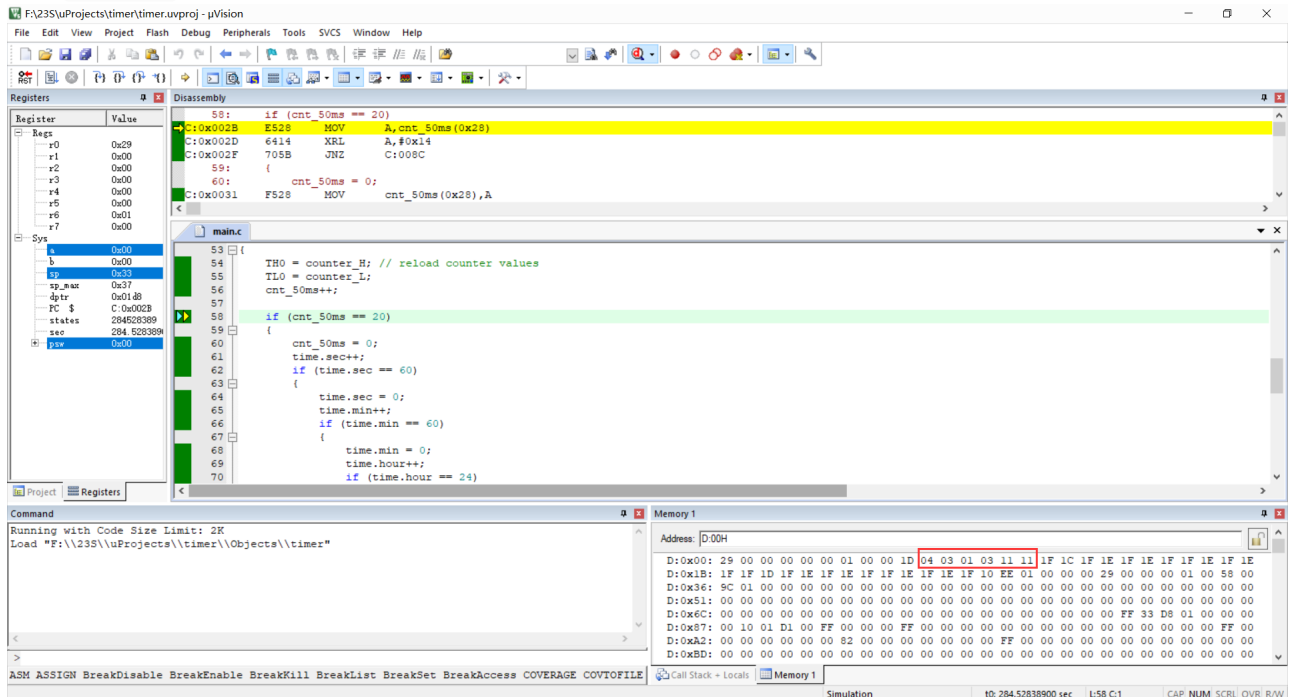 F:\23S\uProjects\timer\timer.uvproj - µVision
File Edit View Project Flash Debug Peripherals Tools SVCS Window Help
Registers
Register Value
Regs
r0 0x29
r1 0x00
r2 0x00
r3 0x00
r4 0x00
r5 0x00
r6 0x01
r7 0x00
Sys
a 0x00
b 0x00
sp 0x33
sp_max 0x37
dptr 0x01d8
PC $ C:0x002B
states 284528389
sec 284.528389
psw 0x00
Project Registers
Disassembly
58: if (cnt_50ms == 20)
C:0x002B E528 MOV A,cnt_50ms(0x28)
C:0x002D 6414 XRL A,#0x14
C:0x002F 705B JNZ C:008C
59: {
60: cnt_50ms = 0;
C:0x0031 F528 MOV cnt_50ms(0x28),A
main.c
53 {
54 TH0 = counter_H; // reload counter values
55 TL0 = counter_L;
56 cnt_50ms++;
57
58 if (cnt_50ms == 20)
59 {
60 cnt_50ms = 0;
61 time.sec++;
62 if (time.sec == 60)
63 {
64 time.sec = 0;
65 time.min++;
66 if (time.min == 60)
67 {
68 time.min = 0;
69 time.hour++;
70 if (time.hour == 24)
Command
Running with Code Size Limit: 2K
Load "F:\\23S\\uProjects\\timer\\Objects\\timer"
>
ASM ASSIGN BreakDisable BreakEnable BreakKill BreakList BreakSet BreakAccess COVERAGE COVTOFILE
Memory 1
Address: D:00H
D:0x00: 29 00 00 00 00 00 01 00 00 1D 04 03 01 03 11 11 1F 1C 1F 1E 1F 1E 1F 1F 1E 1F 1E
D:0x1B: 1F 1F 1D 1F 1E 1F 1E 1F 1F 1E 1F 1E 1F 10 EE 01 00 00 00 29 00 00 00 01 00 58 00
D:0x36: 9C 01 00 00 00 00 00 00 00 00 00 00 00 00 00 00 00 00 00 00 00 00 00 00 00 00 00
D:0x51: 00 00 00 00 00 00 00 00 00 00 00 00 00 00 00 00 00 00 00 00 00 00 00 00 00 00 00
D:0x6C: 00 00 00 00 00 00 00 00 00 00 00 00 00 00 00 00 00 00 00 00 FF 33 D8 01 00 00 00
D:0x87: 00 10 01 D1 00 FF 00 00 00 FF 00 00 00 00 00 00 00 00 00 00 00 00 00 00 00 FF 00
D:0xA2: 00 00 00 00 00 00 82 00 00 00 00 00 00 00 FF 00 00 00 00 00 00 00 00 00 00 00 00
D:0xBD: 00 00 00 00 00 00 00 00 00 00 00 00 00 00 00 00 00 00 00 00 00 00 00 00 00 00 00
Call Stack + Locals Memory 1
Simulation t0: 284.52838900 sec L:58 C:1 CAP NUM SCRL OVR R/W